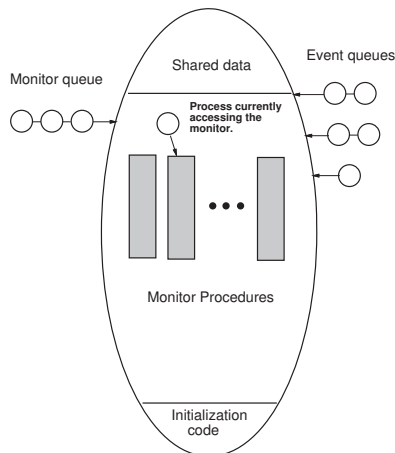 Shared data
Event queues
Monitor queue
Process currently
accessing the
monitor.
Monitor Procedures
Initialization
code